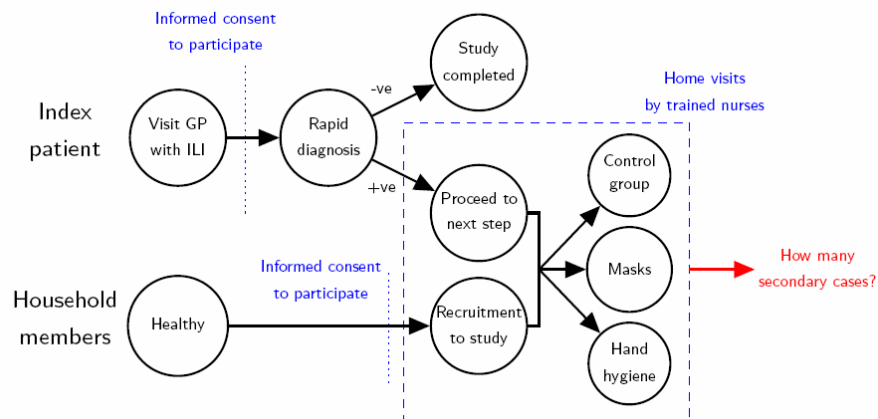 Informed consent
to participate
Study
completed
Home visits
by trained nurses
-ve
Index
patient
Visit GP
with ILI
Rapid
diagnosis
+ve
Control
group
Proceed to
next step
Informed consent
to participate
Masks
How many
secondary cases?
Household
members
Healthy
Recruitment
to study
Hand
hygiene